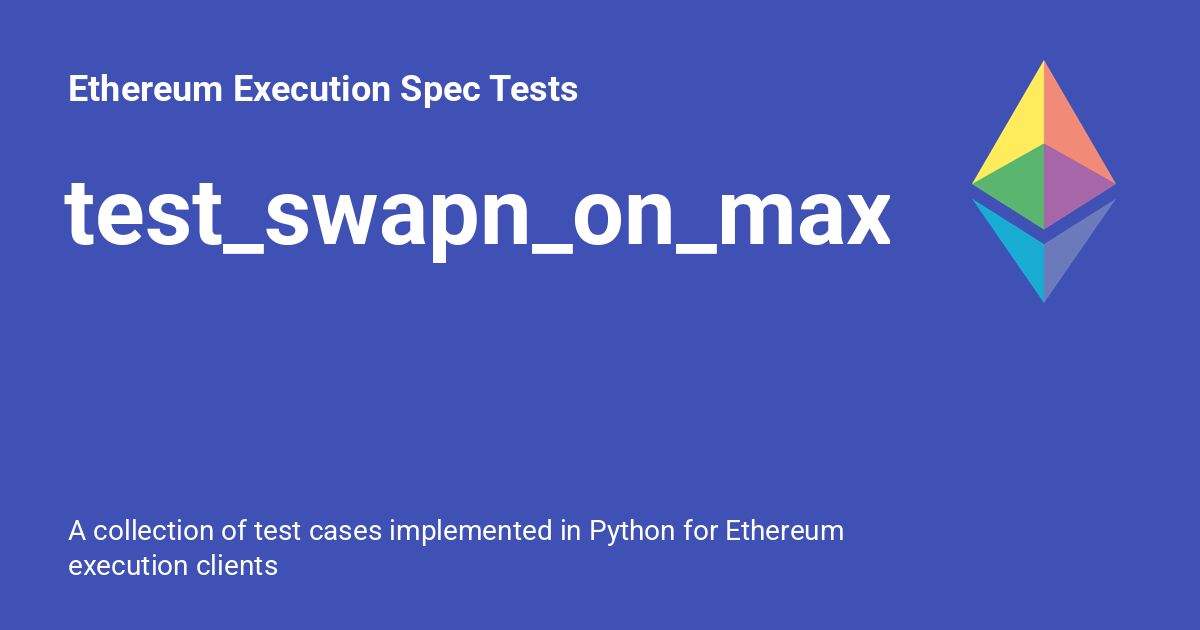 Ethereum Execution Spec Tests
test_swapn_on_max
A collection of test cases implemented in Python for Ethereum
execution clients